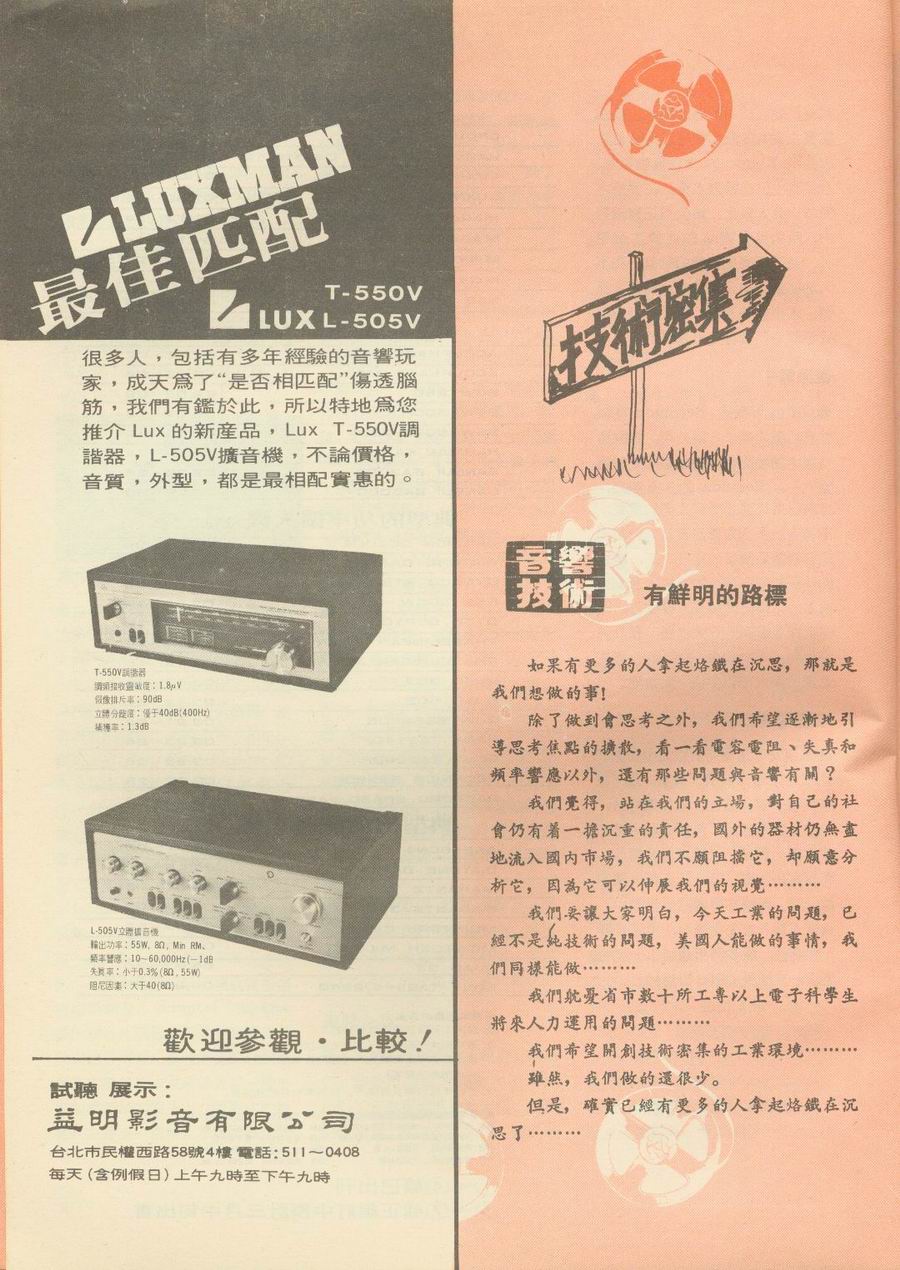 LUXMAN
最佳匹配
T-550V
LUX L-505V
很多人，包括有多年經驗的音響玩
家，成天爲了“是否相匹配”傷透腦
筋，我們有鑑於此，所以特地爲您
推介 Lux 的新產品，Lux T-550V調
諧器，L-505V擴音機，不論價格，
音質，外型，都是最相配實惠的。
T-550V調諧器
調頻接收靈敏度：1.8μV
假像排斥率：90dB
立體分離度：優于40dB(400Hz)
捕獲率：1.3dB
L-505V立體擴音機
輸出功率：55W, 8Ω, Min RM、
頻率響應：10～60,000Hz(－1dB
失眞率：小于0.3%(8Ω, 55W)
阻尼因素：大于40(8Ω)
歡迎參觀・比較！
試聽 展示：
益明影音有限公司
台北市民權西路58號4樓 電話：511～0408
每天（含例假日）上午九時至下午九時
技術密集
音響
技術
有鮮明的路標
如果有更多的人拿起烙鐵在沉思，那就是
我們想做的事！
除了做到會思考之外，我們希望逐漸地引
導思考焦點的擴散，看一看電容電阻、失真和
頻率響應以外，還有那些問題與音響有關？
我們覺得，站在我們的立場，對自己的社
會仍有着一擔沉重的責任，國外的器材仍無盡
地流入國內市場，我們不願阻擋它，却願意分
析它，因為它可以伸展我們的視覺………
我們要讓大家明白，今天工業的問題，已
經不是純技術的問題，美國人能做的事情，我
們同樣能做………
我們躭憂省市數十所工專以上電子科學生
將來人力運用的問題………
我們希望開創技術密集的工業環境………
雖然，我們做的還很少。
但是，確實已經有更多的人拿起烙鐵在沉
思了………